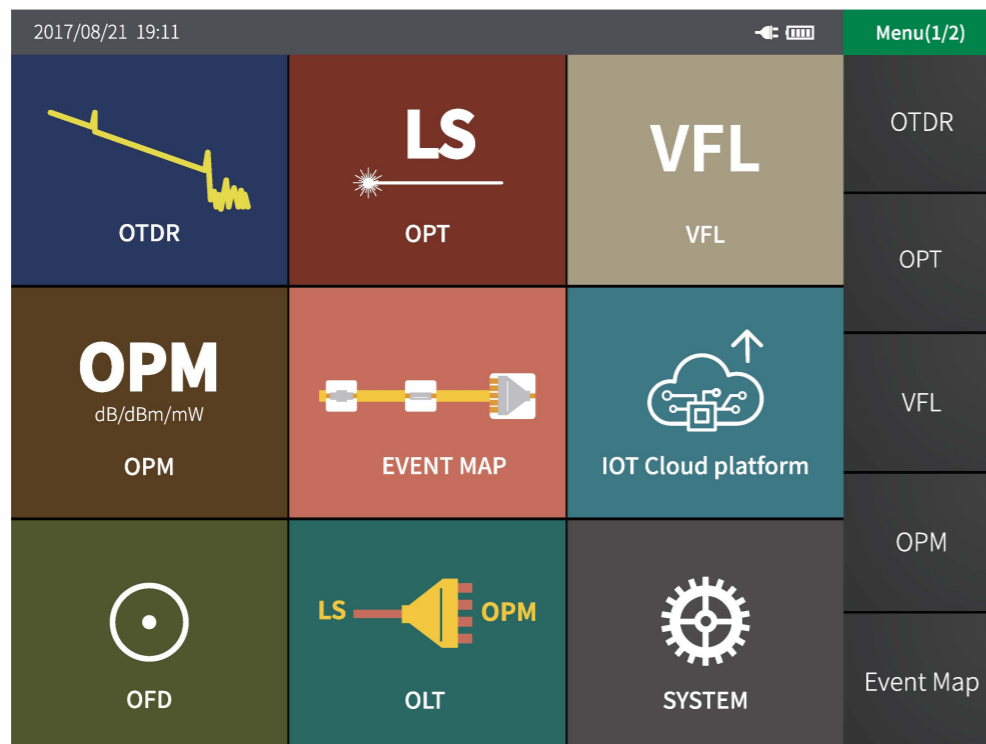 2017/08/21 19:11
Menu(1/2)
OTDR
LS
OPT
VFL
VFL
OPM
dB/dBm/mW
OPM
EVENT MAP
IOT Cloud platform
OFD
LS
OPM
OLT
SYSTEM
OTDR
OPT
VFL
OPM
Event Map